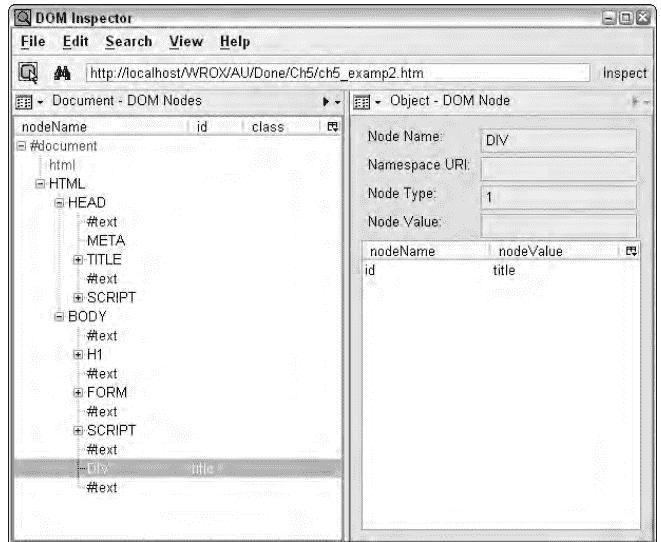 DOM Inspector
File Edit Search View Help
http://localhost/WROX/AU/Done/Ch5/ch5_examp2.htm Inspect
Document - DOM Nodes
nodeName id class
#document
html
HTML
HEAD
#text
META
TITLE
#text
SCRIPT
BODY
#text
H1
#text
FORM
#text
SCRIPT
#text
DIV title
#text
Object - DOM Node
Node Name: DIV
Namespace URI:
Node Type: 1
Node Value:
nodeName nodeValue
id title